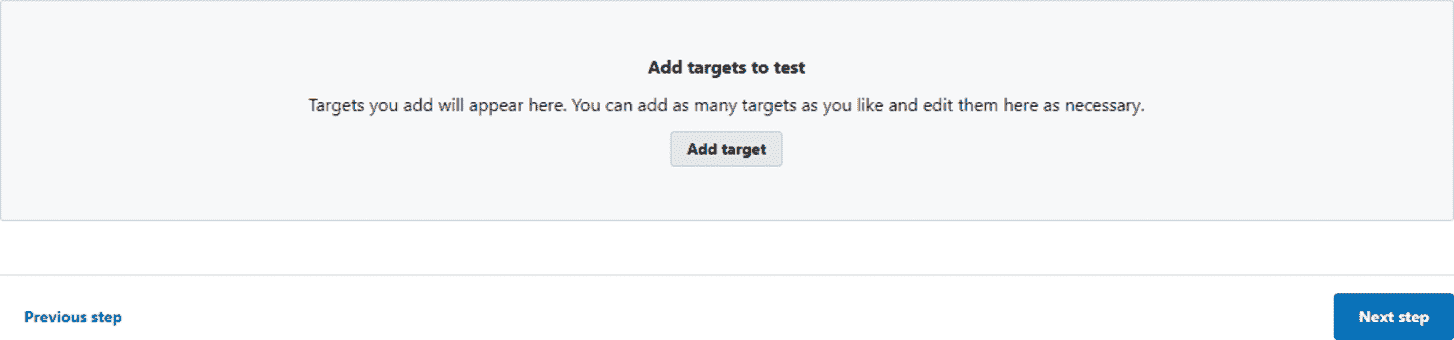 Add targets to test
Targets you add will appear here. You can add as many targets as you like and edit them here as necessary.
Add target
Previous step
Next step